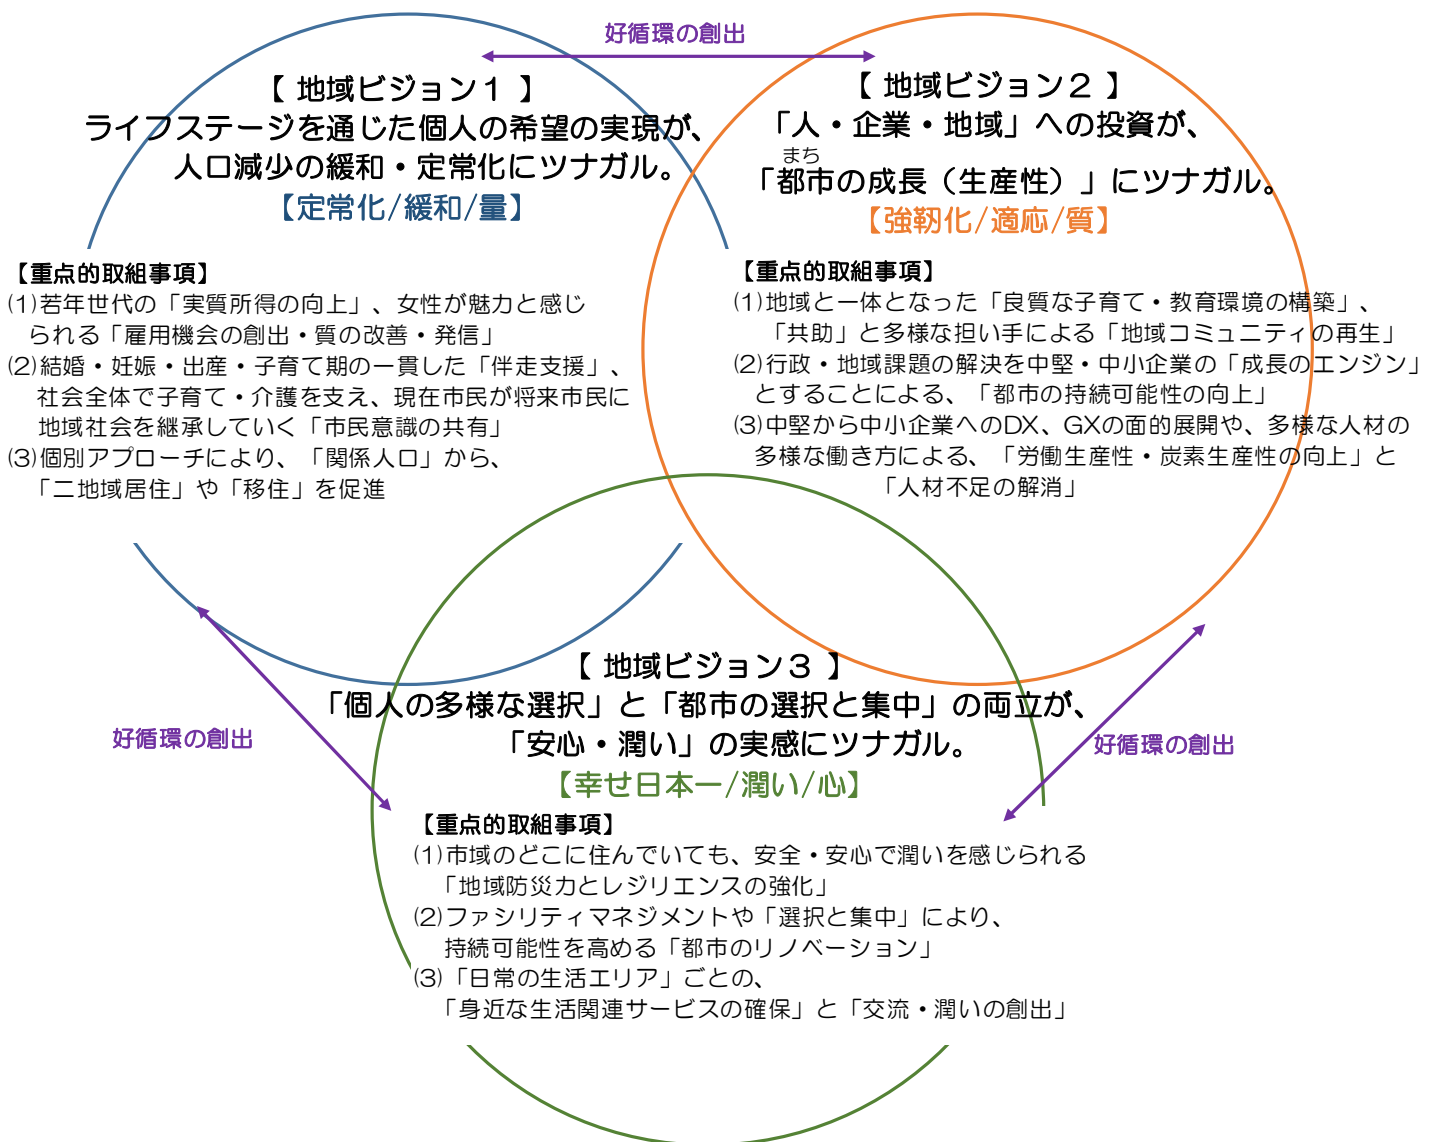 好循環の創出
【 地域ビジョン１ 】
ライフステージを通じた個人の希望の実現が、
人口減少の緩和・定常化にツナガル。
【定常化/緩和/量】
【重点的取組事項】
⑴若年世代の「実質所得の向上」、女性が魅力と感じ
られる「雇用機会の創出・質の改善・発信」
⑵結婚・妊娠・出産・子育て期の一貫した「伴走支援」、
社会全体で子育て・介護を支え、現在市民が将来市民に
地域社会を継承していく「市民意識の共有」
⑶個別アプローチにより、「関係人口」から、
「二地域居住」や「移住」を促進
【 地域ビジョン２ 】
「人・企業・地域」への投資が、
まち
「都市の成長（生産性）」にツナガル。
【強靭化/適応/質】
【重点的取組事項】
⑴地域と一体となった「良質な子育て・教育環境の構築」、
「共助」と多様な担い手による「地域コミュニティの再生」
⑵行政・地域課題の解決を中堅・中小企業の「成長のエンジン」
とすることによる、「都市の持続可能性の向上」
⑶中堅から中小企業へのDX、GXの面的展開や、多様な人材の
多様な働き方による、「労働生産性・炭素生産性の向上」と
「人材不足の解消」
【 地域ビジョン３ 】
「個人の多様な選択」と「都市の選択と集中」の両立が、
「安心・潤い」の実感にツナガル。
【幸せ日本一/潤い/心】
好循環の創出
好循環の創出
【重点的取組事項】
⑴市域のどこに住んでいても、安全・安心で潤いを感じられる
「地域防災力とレジリエンスの強化」
⑵ファシリティマネジメントや「選択と集中」により、
持続可能性を高める「都市のリノベーション」
⑶「日常の生活エリア」ごとの、
「身近な生活関連サービスの確保」と「交流・潤いの創出」